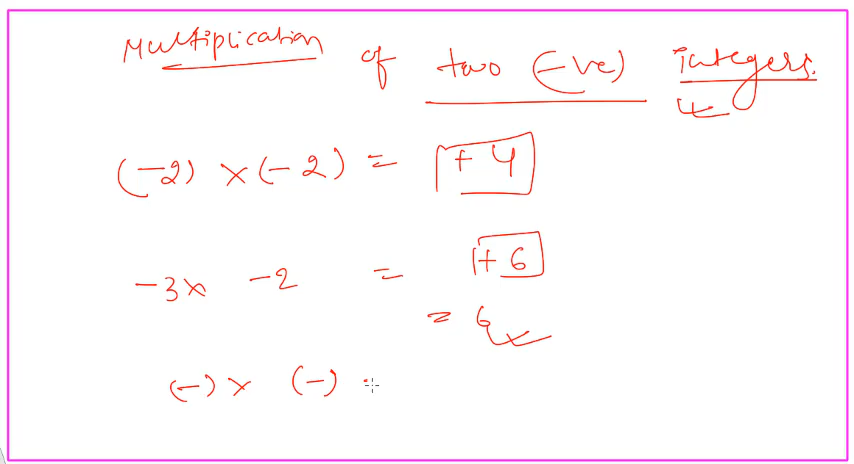 Multiplication of two (-ve) integers.
(-2) × (-2) = +4
-3 × -2 = +6
= 6
(-) × (-)